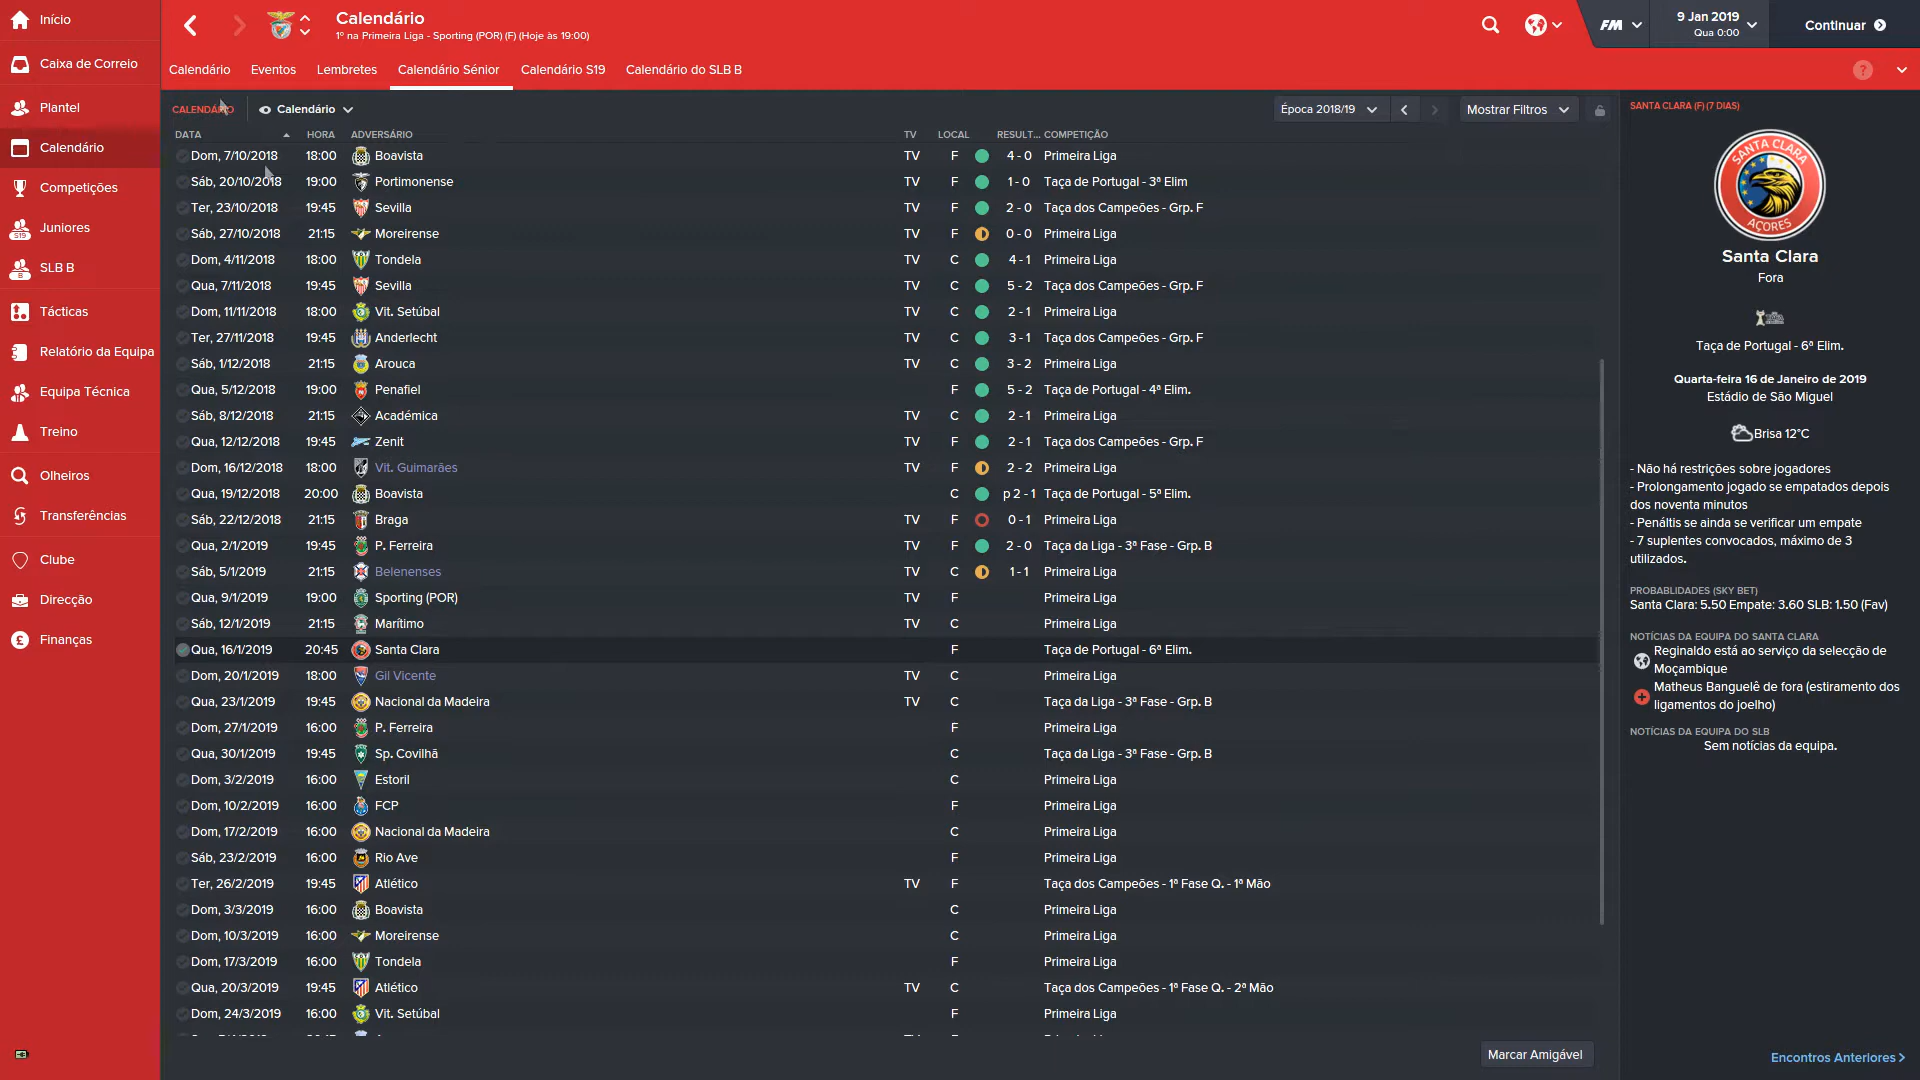 Início
Caixa de Correio
Plantel
Calendário
Competições
Juniores
SLB B
Tácticas
Relatório da Equipa
Equipa Técnica
Treino
Olheiros
Transferências
Clube
Direcção
Finanças
Calendário
1º na Primeira Liga - Sporting (POR) (F) (Hoje às 19:00)
FM
9 Jan 2019
Qua 0:00
Continuar
Calendário Eventos Lembretes Calendário Sénior Calendário S19 Calendário do SLB B
CALENDÁRIO Calendário Época 2018/19 Mostrar Filtros
DATA HORA ADVERSÁRIO TV LOCAL RESULT... COMPETIÇÃO
Dom, 7/10/2018 18:00 Boavista TV F 4 - 0 Primeira Liga
Sáb, 20/10/2018 19:00 Portimonense TV F 1 - 0 Taça de Portugal - 3ª Elim
Ter, 23/10/2018 19:45 Sevilla TV F 2 - 0 Taça dos Campeões - Grp. F
Sáb, 27/10/2018 21:15 Moreirense TV F 0 - 0 Primeira Liga
Dom, 4/11/2018 18:00 Tondela TV C 4 - 1 Primeira Liga
Qua, 7/11/2018 19:45 Sevilla TV C 5 - 2 Taça dos Campeões - Grp. F
Dom, 11/11/2018 18:00 Vit. Setúbal TV C 2 - 1 Primeira Liga
Ter, 27/11/2018 19:45 Anderlecht TV C 3 - 1 Taça dos Campeões - Grp. F
Sáb, 1/12/2018 21:15 Arouca TV C 3 - 2 Primeira Liga
Qua, 5/12/2018 19:00 Penafiel F 5 - 2 Taça de Portugal - 4ª Elim.
Sáb, 8/12/2018 21:15 Académica TV C 2 - 1 Primeira Liga
Qua, 12/12/2018 19:45 Zenit TV F 2 - 1 Taça dos Campeões - Grp. F
Dom, 16/12/2018 18:00 Vit. Guimarães TV F 2 - 2 Primeira Liga
Qua, 19/12/2018 20:00 Boavista C p 2 - 1 Taça de Portugal - 5ª Elim.
Sáb, 22/12/2018 21:15 Braga TV F 0 - 1 Primeira Liga
Qua, 2/1/2019 19:45 P. Ferreira TV F 2 - 0 Taça da Liga - 3ª Fase - Grp. B
Sáb, 5/1/2019 21:15 Belenenses TV C 1 - 1 Primeira Liga
Qua, 9/1/2019 19:00 Sporting (POR) TV F Primeira Liga
Sáb, 12/1/2019 21:15 Marítimo TV C Primeira Liga
Qua, 16/1/2019 20:45 Santa Clara F Taça de Portugal - 6ª Elim.
Dom, 20/1/2019 18:00 Gil Vicente TV C Primeira Liga
Qua, 23/1/2019 19:45 Nacional da Madeira TV C Taça da Liga - 3ª Fase - Grp. B
Dom, 27/1/2019 16:00 P. Ferreira F Primeira Liga
Qua, 30/1/2019 19:45 Sp. Covilhã C Taça da Liga - 3ª Fase - Grp. B
Dom, 3/2/2019 16:00 Estoril C Primeira Liga
Dom, 10/2/2019 16:00 FCP F Primeira Liga
Dom, 17/2/2019 16:00 Nacional da Madeira C Primeira Liga
Sáb, 23/2/2019 16:00 Rio Ave F Primeira Liga
Ter, 26/2/2019 19:45 Atlético TV F Taça dos Campeões - 1ª Fase Q. - 1ª Mão
Dom, 3/3/2019 16:00 Boavista C Primeira Liga
Dom, 10/3/2019 16:00 Moreirense C Primeira Liga
Dom, 17/3/2019 16:00 Tondela F Primeira Liga
Qua, 20/3/2019 19:45 Atlético TV C Taça dos Campeões - 1ª Fase Q. - 2ª Mão
Dom, 24/3/2019 16:00 Vit. Setúbal F Primeira Liga
Marcar Amigável
SANTA CLARA (F) (7 DIAS)
SANTA CLARA
AÇORES
Santa Clara
Fora
Taça de Portugal - 6ª Elim.
Quarta-feira 16 de Janeiro de 2019
Estádio de São Miguel
Brisa 12°C
- Não há restrições sobre jogadores
- Prolongamento jogado se empatados depois
dos noventa minutos
- Penáltis se ainda se verificar um empate
- 7 suplentes convocados, máximo de 3
utilizados.
PROBABLIDADES (SKY BET)
Santa Clara: 5.50 Empate: 3.60 SLB: 1.50 (Fav)
NOTÍCIAS DA EQUIPA DO SANTA CLARA
Reginaldo está ao serviço da selecção de
Moçambique
Matheus Banguelê de fora (estiramento dos
ligamentos do joelho)
NOTÍCIAS DA EQUIPA DO SLB
Sem notícias da equipa.
Encontros Anteriores >